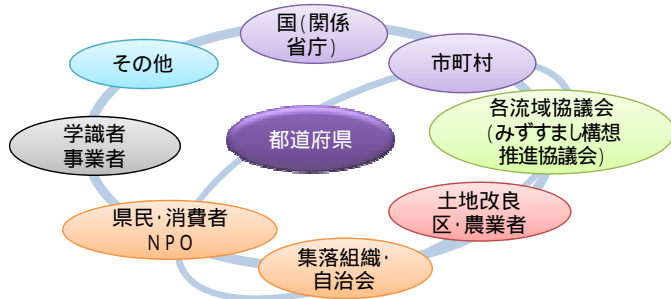 国(関係
省庁)
その他
市町村
各流域協議会
(みずすまし構想
推進協議会)
学識者
事業者
都道府県
土地改良
区・農業者
県民・消費者
NPO
集落組織・
自治会